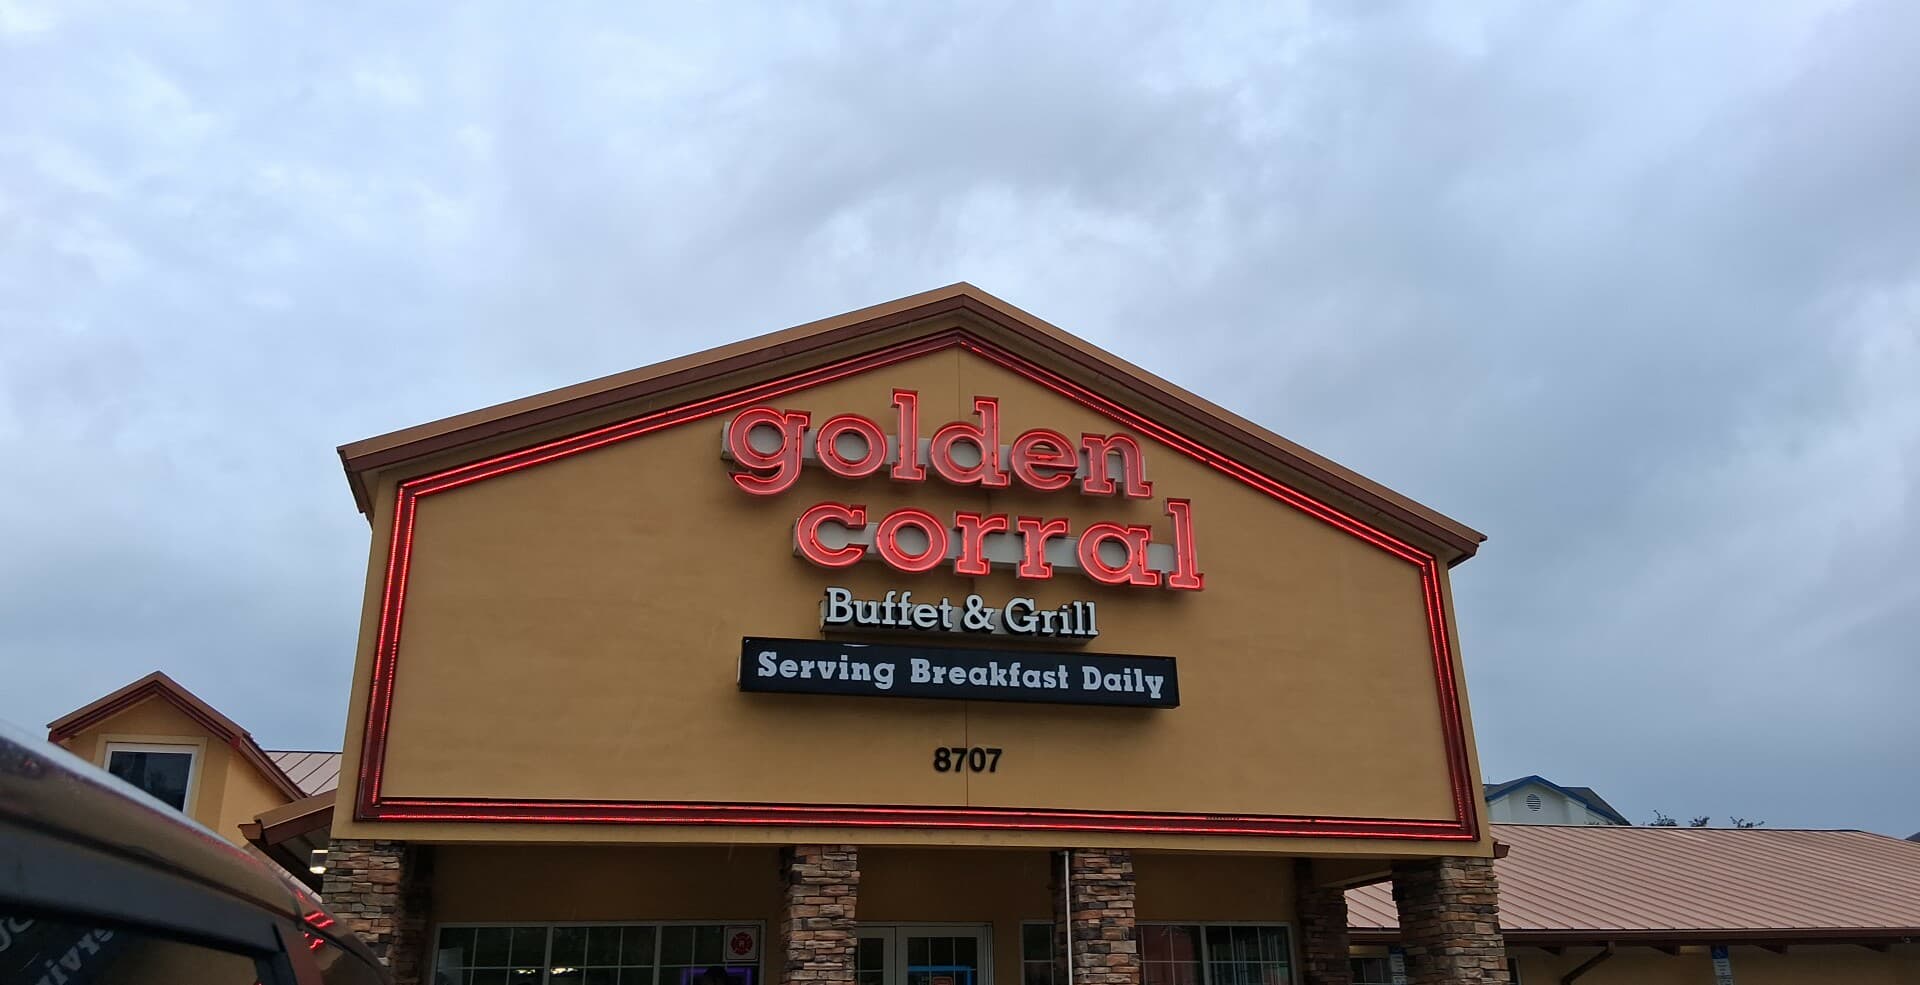 golden
corral
Buffet & Grill
Serving Breakfast Daily
8707